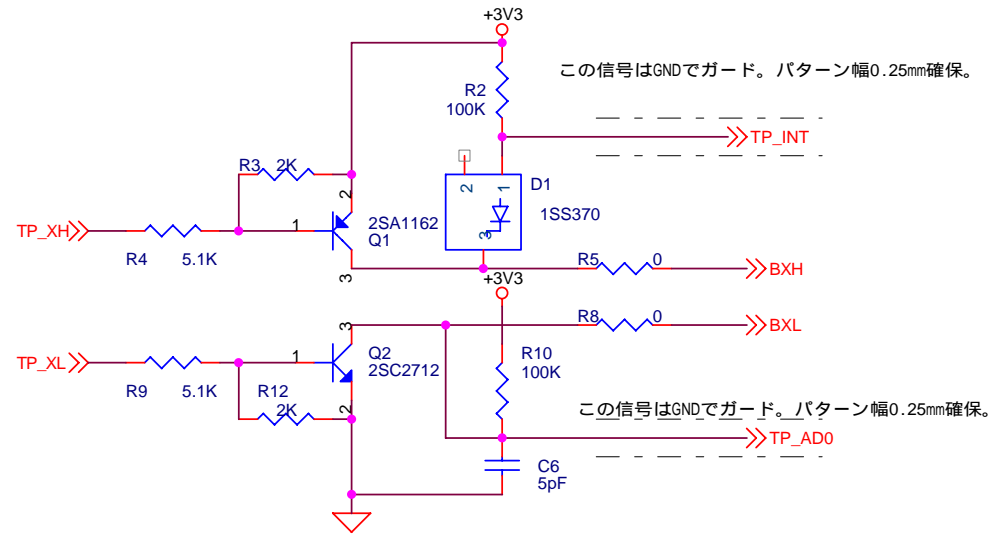 +3V3
この信号はGNDでガード。パターン幅0.25mm確保。
R2
100K
TP_INT
R3 2K
2
2 1
D1
1SS370
3
TP_XH
R4 5.1K
1
2SA1162
Q1
3
R5 0
BXH
+3V3
R8 0
BXL
3
TP_XL
R9 5.1K
1
Q2
2SC2712
R10
100K
R12
2K
2
この信号はGNDでガード。パターン幅0.25mm確保。
TP_AD0
C6
5pF